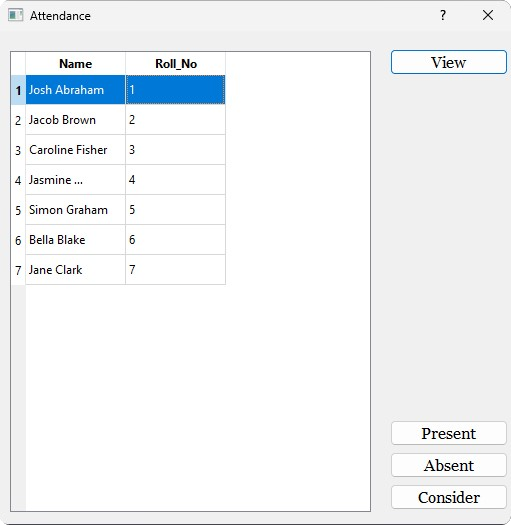 Attendance
?
View
Name Roll_No
1 Josh Abraham 1
2 Jacob Brown 2
3 Caroline Fisher 3
4 Jasmine ... 4
5 Simon Graham 5
6 Bella Blake 6
7 Jane Clark 7
Present
Absent
Consider